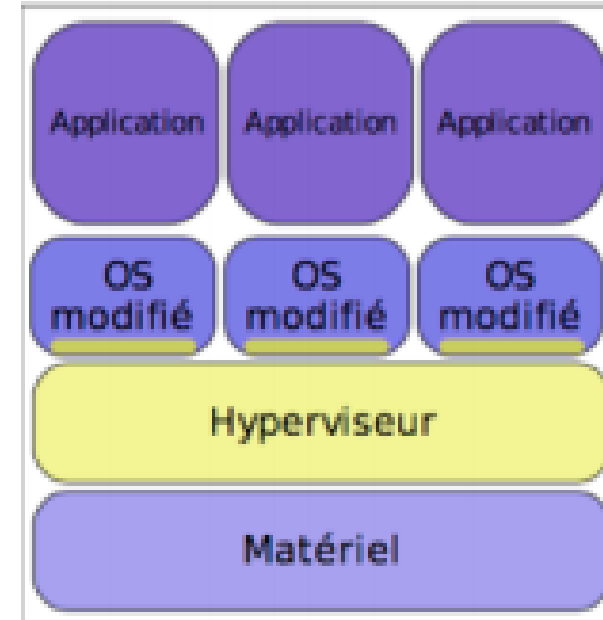 Application Application Application
OS OS OS
modifié modifié modifié
Hyperviseur
Matériel